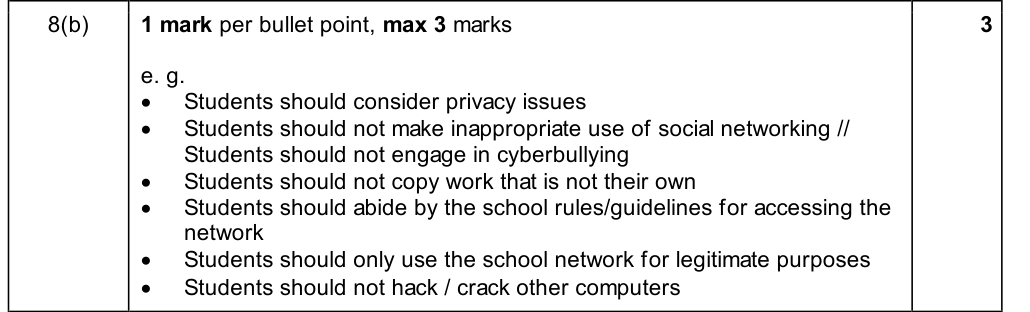 8(b) 1 mark per bullet point, max 3 marks 3
e. g.
• Students should consider privacy issues
• Students should not make inappropriate use of social networking //
Students should not engage in cyberbullying
• Students should not copy work that is not their own
• Students should abide by the school rules/guidelines for accessing the
network
• Students should only use the school network for legitimate purposes
• Students should not hack / crack other computers